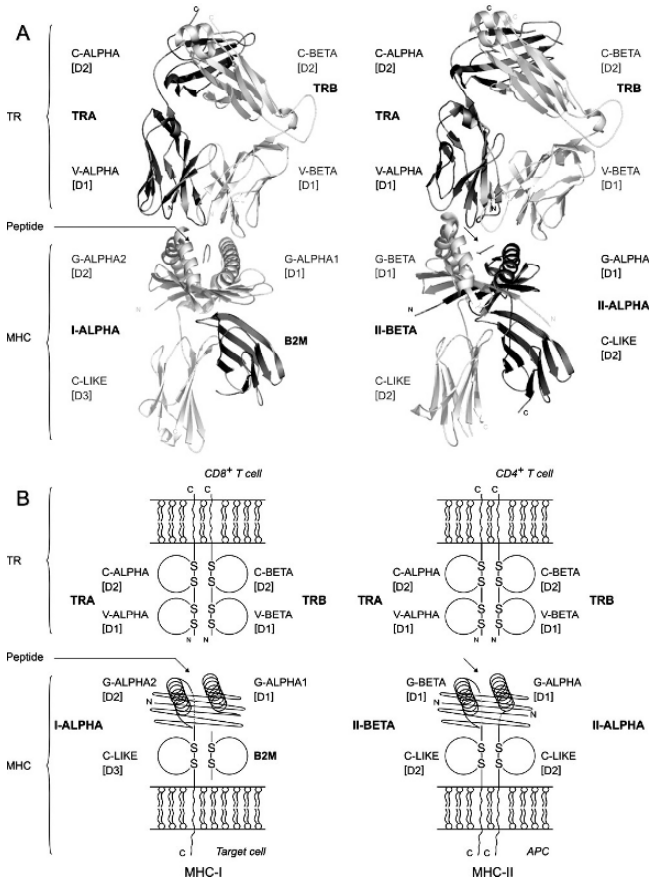 A
C
C
C
C-ALPHA
[D2]
C-BETA
[D2]
TRB
TR
TRA
V-ALPHA
[D1]
V-BETA
[D1]
N
C-ALPHA
[D2]
C-BETA
[D2]
TRB
TRA
V-ALPHA
[D1]
V-BETA
[D1]
N
Peptide
MHC
G-ALPHA2
[D2]
G-ALPHA1
[D1]
N
I-ALPHA
B2M
C-LIKE
[D3]
G-BETA
[D1]
G-ALPHA
[D1]
N
N
II-ALPHA
II-BETA
C-LIKE
[D2]
C-LIKE
[D2]
C
C
B
CD8+ T cell
C C
TR
C-ALPHA
[D2]
S S
S S
C-BETA
[D2]
TRA
TRB
V-ALPHA
[D1]
S S
S S
V-BETA
[D1]
N N
CD4+ T cell
C C
C-ALPHA
[D2]
S S
S S
C-BETA
[D2]
TRA
TRB
V-ALPHA
[D1]
S S
S S
V-BETA
[D1]
N N
Peptide
MHC
G-ALPHA2
[D2]
G-ALPHA1
[D1]
N
I-ALPHA
C-LIKE
[D3]
S S
S S
B2M
C
Target cell
MHC-I
G-BETA
[D1]
G-ALPHA
[D1]
N
N
II-BETA
II-ALPHA
C-LIKE
[D2]
S S
S S
C-LIKE
[D2]
C C
APC
MHC-II